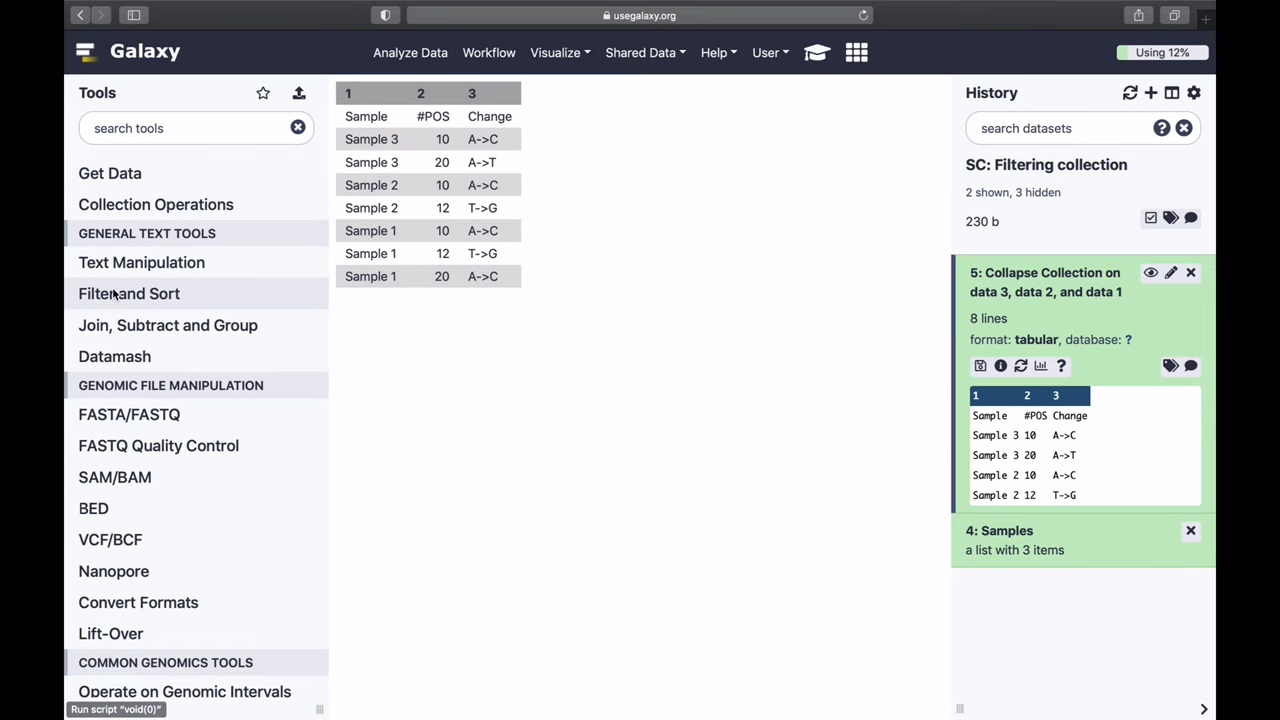 usegalaxy.org
Galaxy
Analyze Data
Workflow
Visualize
Shared Data
Help
User
Using 12%
Tools
search tools
Get Data
Collection Operations
GENERAL TEXT TOOLS
Text Manipulation
Filter and Sort
Join, Subtract and Group
Datamash
GENOMIC FILE MANIPULATION
FASTA/FASTQ
FASTQ Quality Control
SAM/BAM
BED
VCF/BCF
Nanopore
Convert Formats
Lift-Over
COMMON GENOMICS TOOLS
Operate on Genomic Intervals
Run script "void(0)"
1 2 3
Sample #POS Change
Sample 3 10 A->C
Sample 3 20 A->T
Sample 2 10 A->C
Sample 2 12 T->G
Sample 1 10 A->C
Sample 1 12 T->G
Sample 1 20 A->C
History
search datasets
SC: Filtering collection
2 shown, 3 hidden
230 b
5: Collapse Collection on
data 3, data 2, and data 1
8 lines
format: tabular, database: ?
1 2 3
Sample #POS Change
Sample 3 10 A->C
Sample 3 20 A->T
Sample 2 10 A->C
Sample 2 12 T->G
4: Samples
a list with 3 items